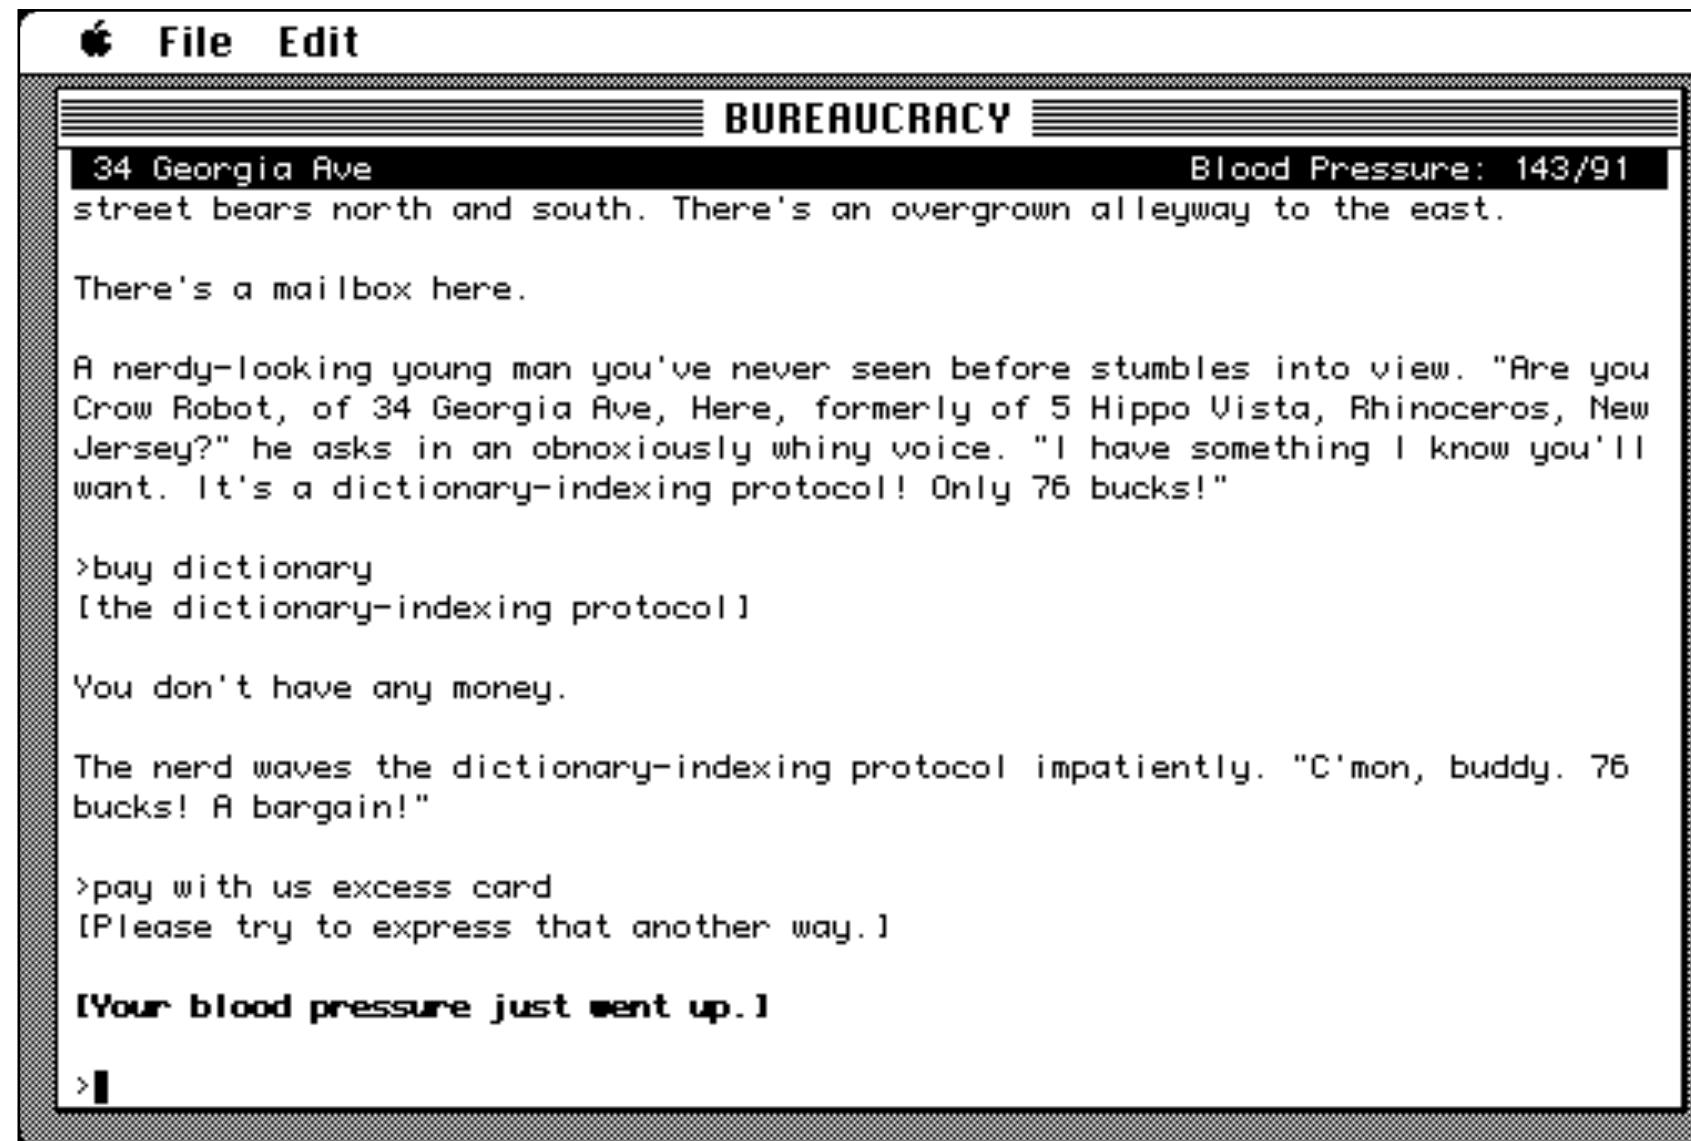 File Edit
BUREAUCRACY
34 Georgia Ave Blood Pressure: 143/91
street bears north and south. There's an overgrown alleyway to the east.
There's a mailbox here.
A nerdy-looking young man you've never seen before stumbles into view. "Are you
Crow Robot, of 34 Georgia Ave, Here, formerly of 5 Hippo Vista, Rhinoceros, New
Jersey?" he asks in an obnoxiously whiny voice. "I have something I know you'll
want. It's a dictionary-indexing protocol! Only 76 bucks!"
>buy dictionary
[the dictionary-indexing protocol]
You don't have any money.
The nerd waves the dictionary-indexing protocol impatiently. "C'mon, buddy. 76
bucks! A bargain!"
>pay with us excess card
[Please try to express that another way.]
[Your blood pressure just went up.]
>